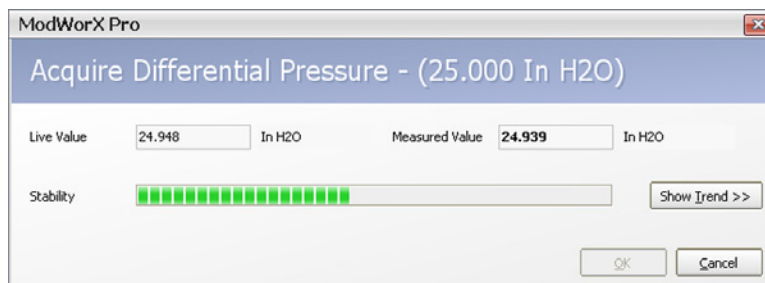 ModWorX Pro
Acquire Differential Pressure - (25.000 In H2O)
Live Value 24.948 In H2O Measured Value 24.939 In H2O
Stability Show Trend >>
OK Cancel